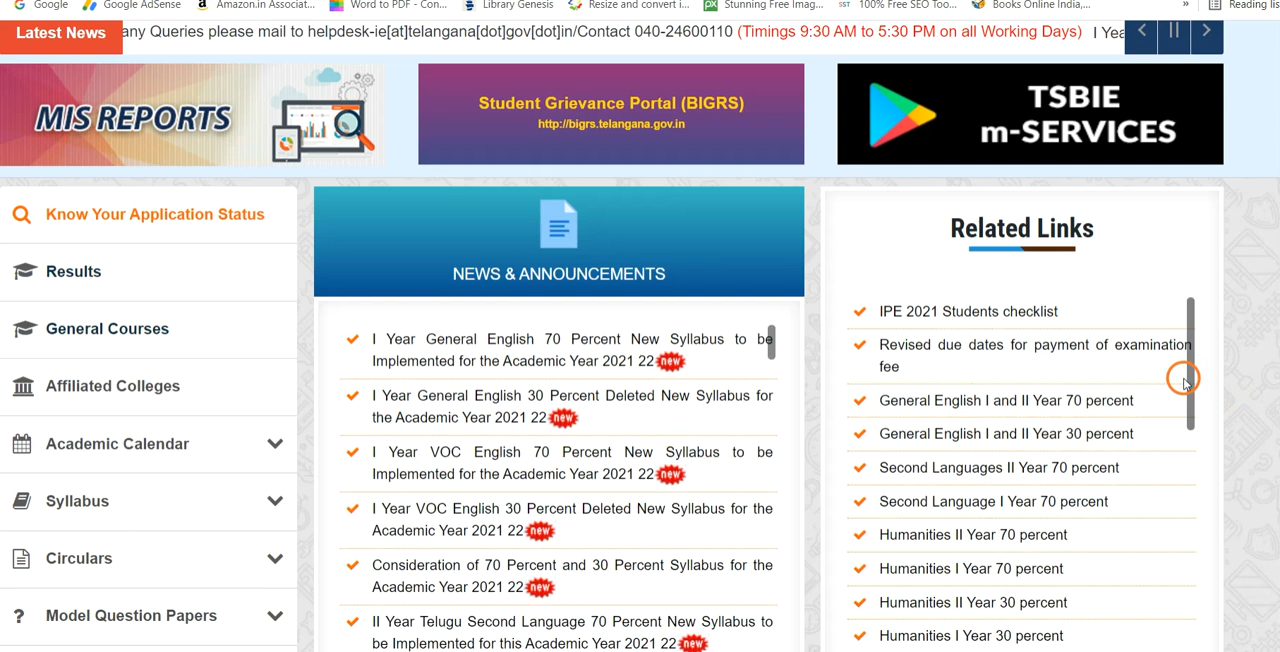 Google
Google AdSense
Amazon.in Associat...
Word to PDF - Con...
Library Genesis
Resize and convert i...
Stunning Free Imag...
100% Free SEO Too...
Books Online India,...
»
Reading list
Latest News
any Queries please mail to helpdesk-ie[at]telangana[dot]gov[dot]in/Contact 040-24600110 (Timings 9:30 AM to 5:30 PM on all Working Days) I Yea
MIS REPORTS
Student Grievance Portal (BIGRS)
http://bigrs.telangana.gov.in
TSBIE
m-SERVICES
Know Your Application Status
Results
General Courses
Affiliated Colleges
Academic Calendar
Syllabus
Circulars
? Model Question Papers
NEWS & ANNOUNCEMENTS
I Year General English 70 Percent New Syllabus to be
Implemented for the Academic Year 2021 22 new
I Year General English 30 Percent Deleted New Syllabus for
the Academic Year 2021 22 new
I Year VOC English 70 Percent New Syllabus to be
Implemented for the Academic Year 2021 22 new
I Year VOC English 30 Percent Deleted New Syllabus for the
Academic Year 2021 22 new
Consideration of 70 Percent and 30 Percent Syllabus for the
Academic Year 2021 22 new
II Year Telugu Second Language 70 Percent New Syllabus to
be Implemented for this Academic Year 2021 22 new
Related Links
IPE 2021 Students checklist
Revised due dates for payment of examination
fee
General English I and II Year 70 percent
General English I and II Year 30 percent
Second Languages II Year 70 percent
Second Language I Year 70 percent
Humanities II Year 70 percent
Humanities I Year 70 percent
Humanities II Year 30 percent
Humanities I Year 30 percent